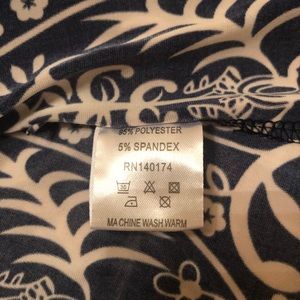 95% POLYESTER
5% SPANDEX
RN140174
MA CHINE WASH WARM